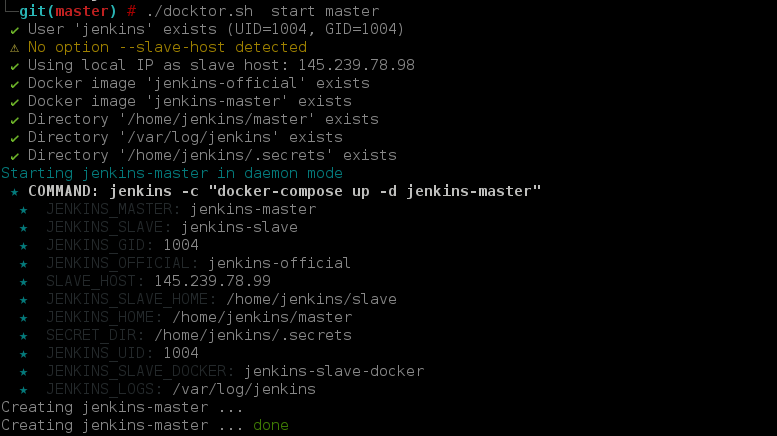 └─git(master) # ./docktor.sh  start master
✔ User 'jenkins' exists (UID=1004, GID=1004)
⚠ No option --slave-host detected
✔ Using local IP as slave host: 145.239.78.98
✔ Docker image 'jenkins-official' exists
✔ Docker image 'jenkins-master' exists
✔ Directory '/home/jenkins/master' exists
✔ Directory '/var/log/jenkins' exists
✔ Directory '/home/jenkins/.secrets' exists
Starting jenkins-master in daemon mode
★ COMMAND: jenkins -c "docker-compose up -d jenkins-master"
★ JENKINS_MASTER: jenkins-master
★ JENKINS_SLAVE: jenkins-slave
★ JENKINS_GID: 1004
★ JENKINS_OFFICIAL: jenkins-official
★ SLAVE_HOST: 145.239.78.99
★ JENKINS_SLAVE_HOME: /home/jenkins/slave
★ JENKINS_HOME: /home/jenkins/master
★ SECRET_DIR: /home/jenkins/.secrets
★ JENKINS_UID: 1004
★ JENKINS_SLAVE_DOCKER: jenkins-slave-docker
★ JENKINS_LOGS: /var/log/jenkins
Creating jenkins-master ...
Creating jenkins-master ... done